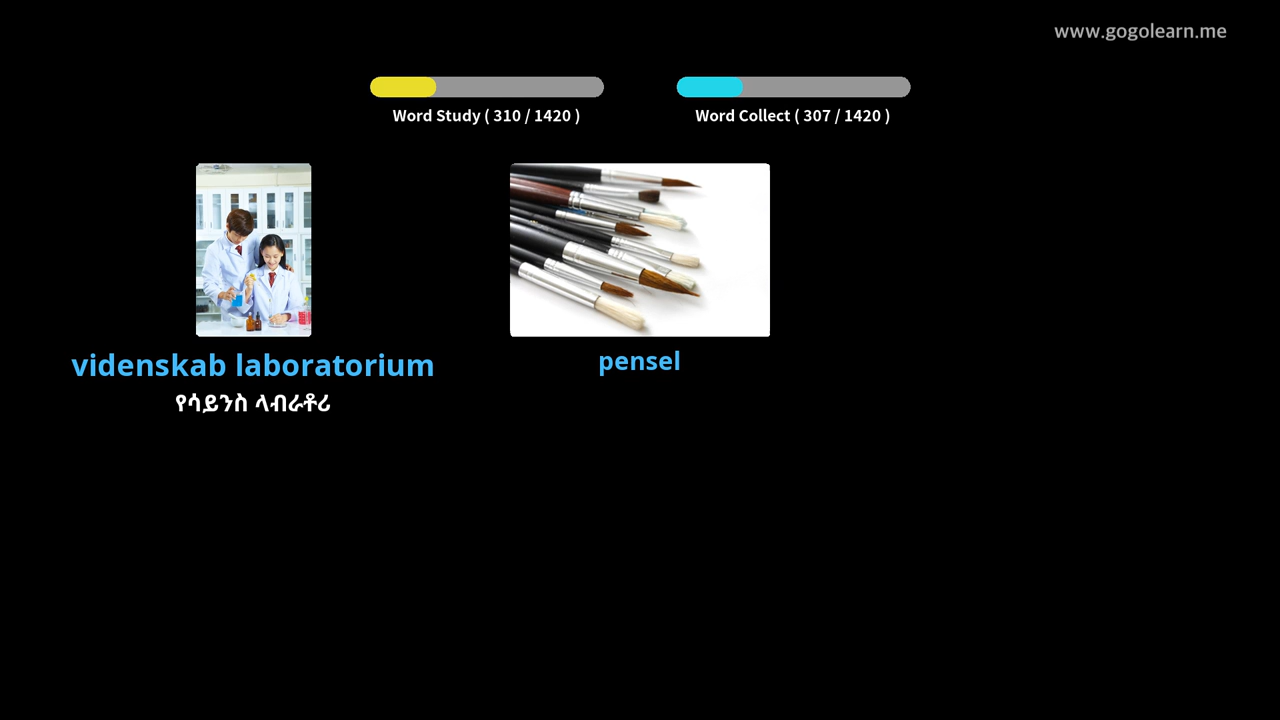 www.gogolearn.me
Word Study ( 310 / 1420 )
Word Collect ( 307 / 1420 )
videnskab laboratorium
የሳይንስ ላብራቶሪ
pensel